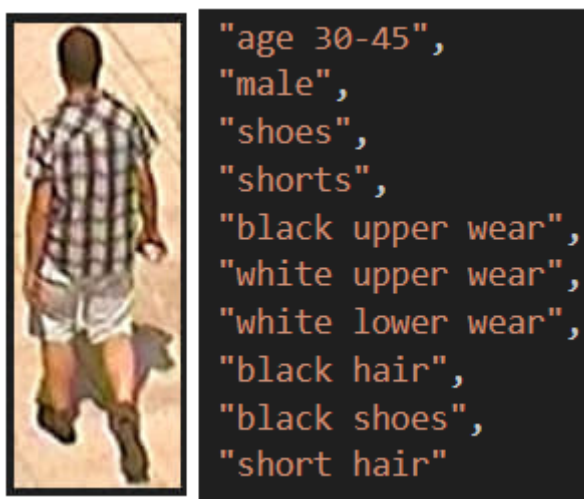 "age 30-45",
"male",
"shoes",
"shorts",
"black upper wear",
"white upper wear",
"white lower wear",
"black hair",
"black shoes",
"short hair"